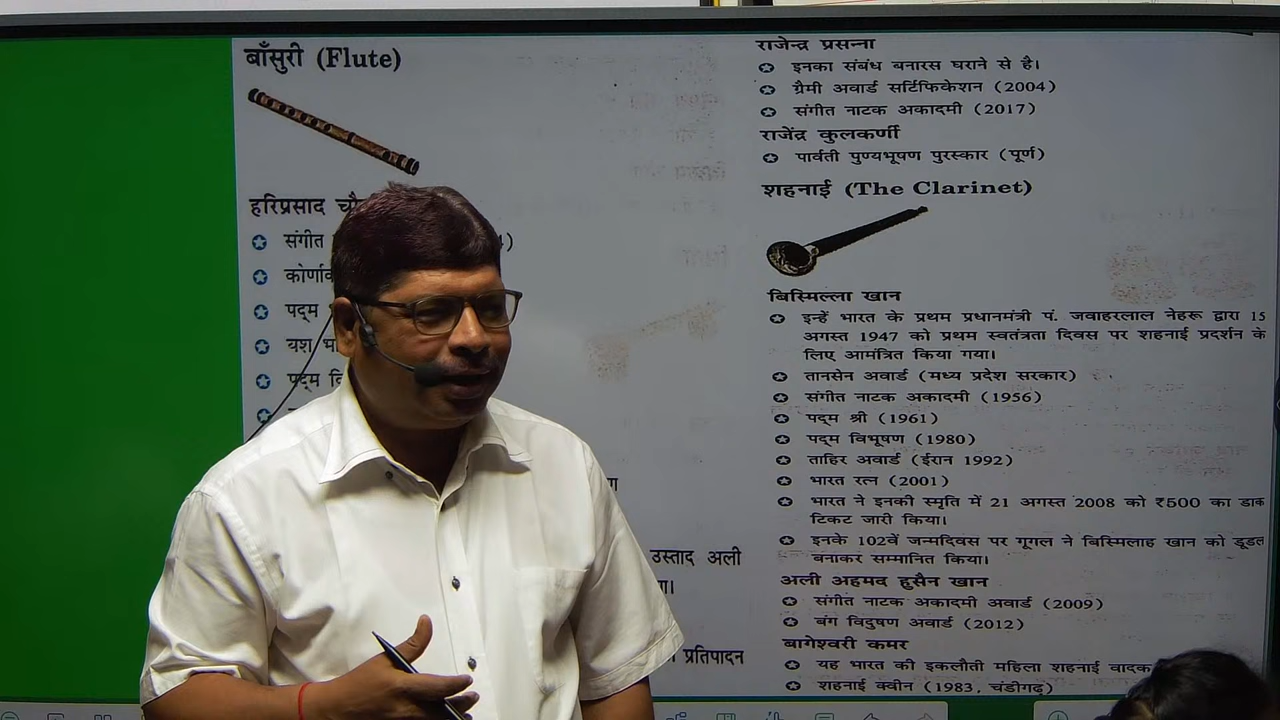 बाँसुरी (Flute)
हरिप्रसाद
संगीत
पद्म
यश
पद्म
उस्ताद अली
प्रतिपादन
राजेन्द्र प्रसन्ना
इनका संबंध बनारस घराने से है।
ग्रैमी अवार्ड सर्टिफिकेशन (2004)
संगीत नाटक अकादमी (2017)
राजेंद्र कुलकर्णी
पार्वती पुण्यभूषण पुरस्कार (पूर्ण)
शहनाई (The Clarinet)
बिस्मिल्ला खान
इन्हें भारत के प्रथम प्रधानमंत्री पं. जवाहरलाल नेहरू द्वारा 15
अगस्त 1947 को प्रथम स्वतंत्रता दिवस पर शहनाई प्रदर्शन के
लिए आमंत्रित किया गया।
तानसेन अवार्ड (मध्य प्रदेश सरकार)
संगीत नाटक अकादमी (1956)
पद्म श्री (1961)
पद्म विभूषण (1980)
ताहिर अवार्ड (ईरान 1992)
भारत रत्न (2001)
भारत ने इनकी स्मृति में 21 अगस्त 2008 को ₹500 का डाक
टिकट जारी किया।
इनके 102वें जन्मदिवस पर गूगल ने बिस्मिलाह खान को डूडल
बनाकर सम्मानित किया।
अली अहमद हुसैन खान
संगीत नाटक अकादमी अवार्ड (2009)
बंग विदुषण अवार्ड (2012)
बागेश्वरी कमर
यह भारत की इकलौती महिला शहनाई वादक
शहनाई क्वीन (1983, चंडीगढ़)